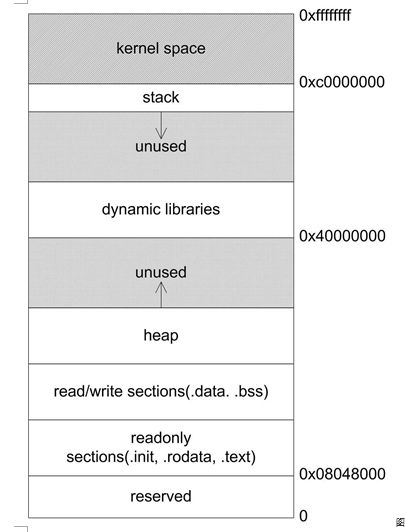 0xffffffff
kernel space
0xc0000000
stack
unused
dynamic libraries
0x40000000
unused
heap
read/write sections(.data. .bss)
readonly
sections(.init, .rodata, .text)
0x08048000
reserved
0